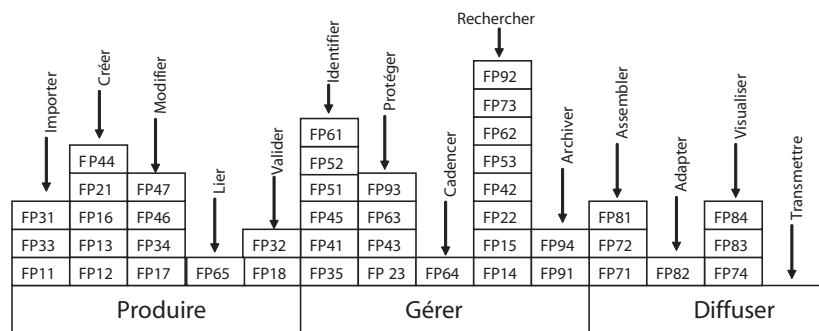 Rechercher
Importer
Créer
Modifier
Lier
Valider
Identifier
Protéger
Cadencer
Archiver
Assembler
Adapter
Visualiser
Transmettre
FP92
FP73
FP61 FP62
FP44 FP52 FP53
FP21 FP47 FP51 FP93 FP42
FP31 FP16 FP46 FP45 FP63 FP22 FP81 FP84
FP33 FP13 FP34 FP32 FP41 FP43 FP15 FP94 FP72 FP83
FP11 FP12 FP17 FP65 FP18 FP35 FP 23 FP64 FP14 FP91 FP71 FP82 FP74
Produire Gérer Diffuser